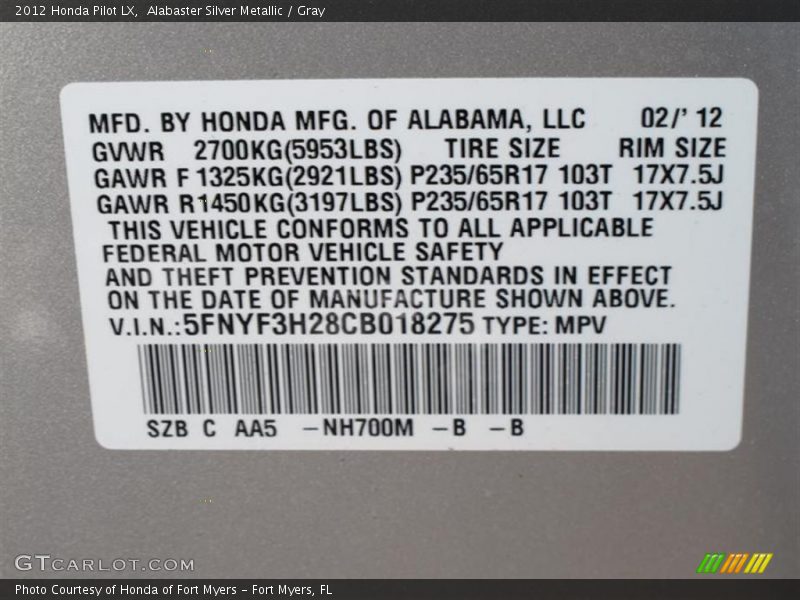 2012 Honda Pilot LX, Alabaster Silver Metallic / Gray
MFD. BY HONDA MFG. OF ALABAMA, LLC 02/' 12
GVWR 2700KG(5953LBS) TIRE SIZE RIM SIZE
GAWR F 1325KG(2921LBS) P235/65R17 103T 17X7.5J
GAWR R1450KG(3197LBS) P235/65R17 103T 17X7.5J
THIS VEHICLE CONFORMS TO ALL APPLICABLE
FEDERAL MOTOR VEHICLE SAFETY
AND THEFT PREVENTION STANDARDS IN EFFECT
ON THE DATE OF MANUFACTURE SHOWN ABOVE.
V.I.N.:5FNYF3H28CB018275 TYPE: MPV
SZB C AA5 -NH700M -B -B
GTCARLOT.COM
Photo Courtesy of Honda of Fort Myers - Fort Myers, FL